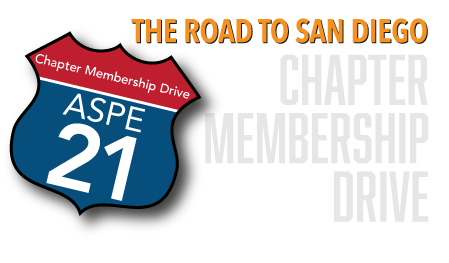 THE ROAD TO SAN DIEGO
CHAPTER
MEMBERSHIP
DRIVE
Chapter Membership Drive
ASPE
21